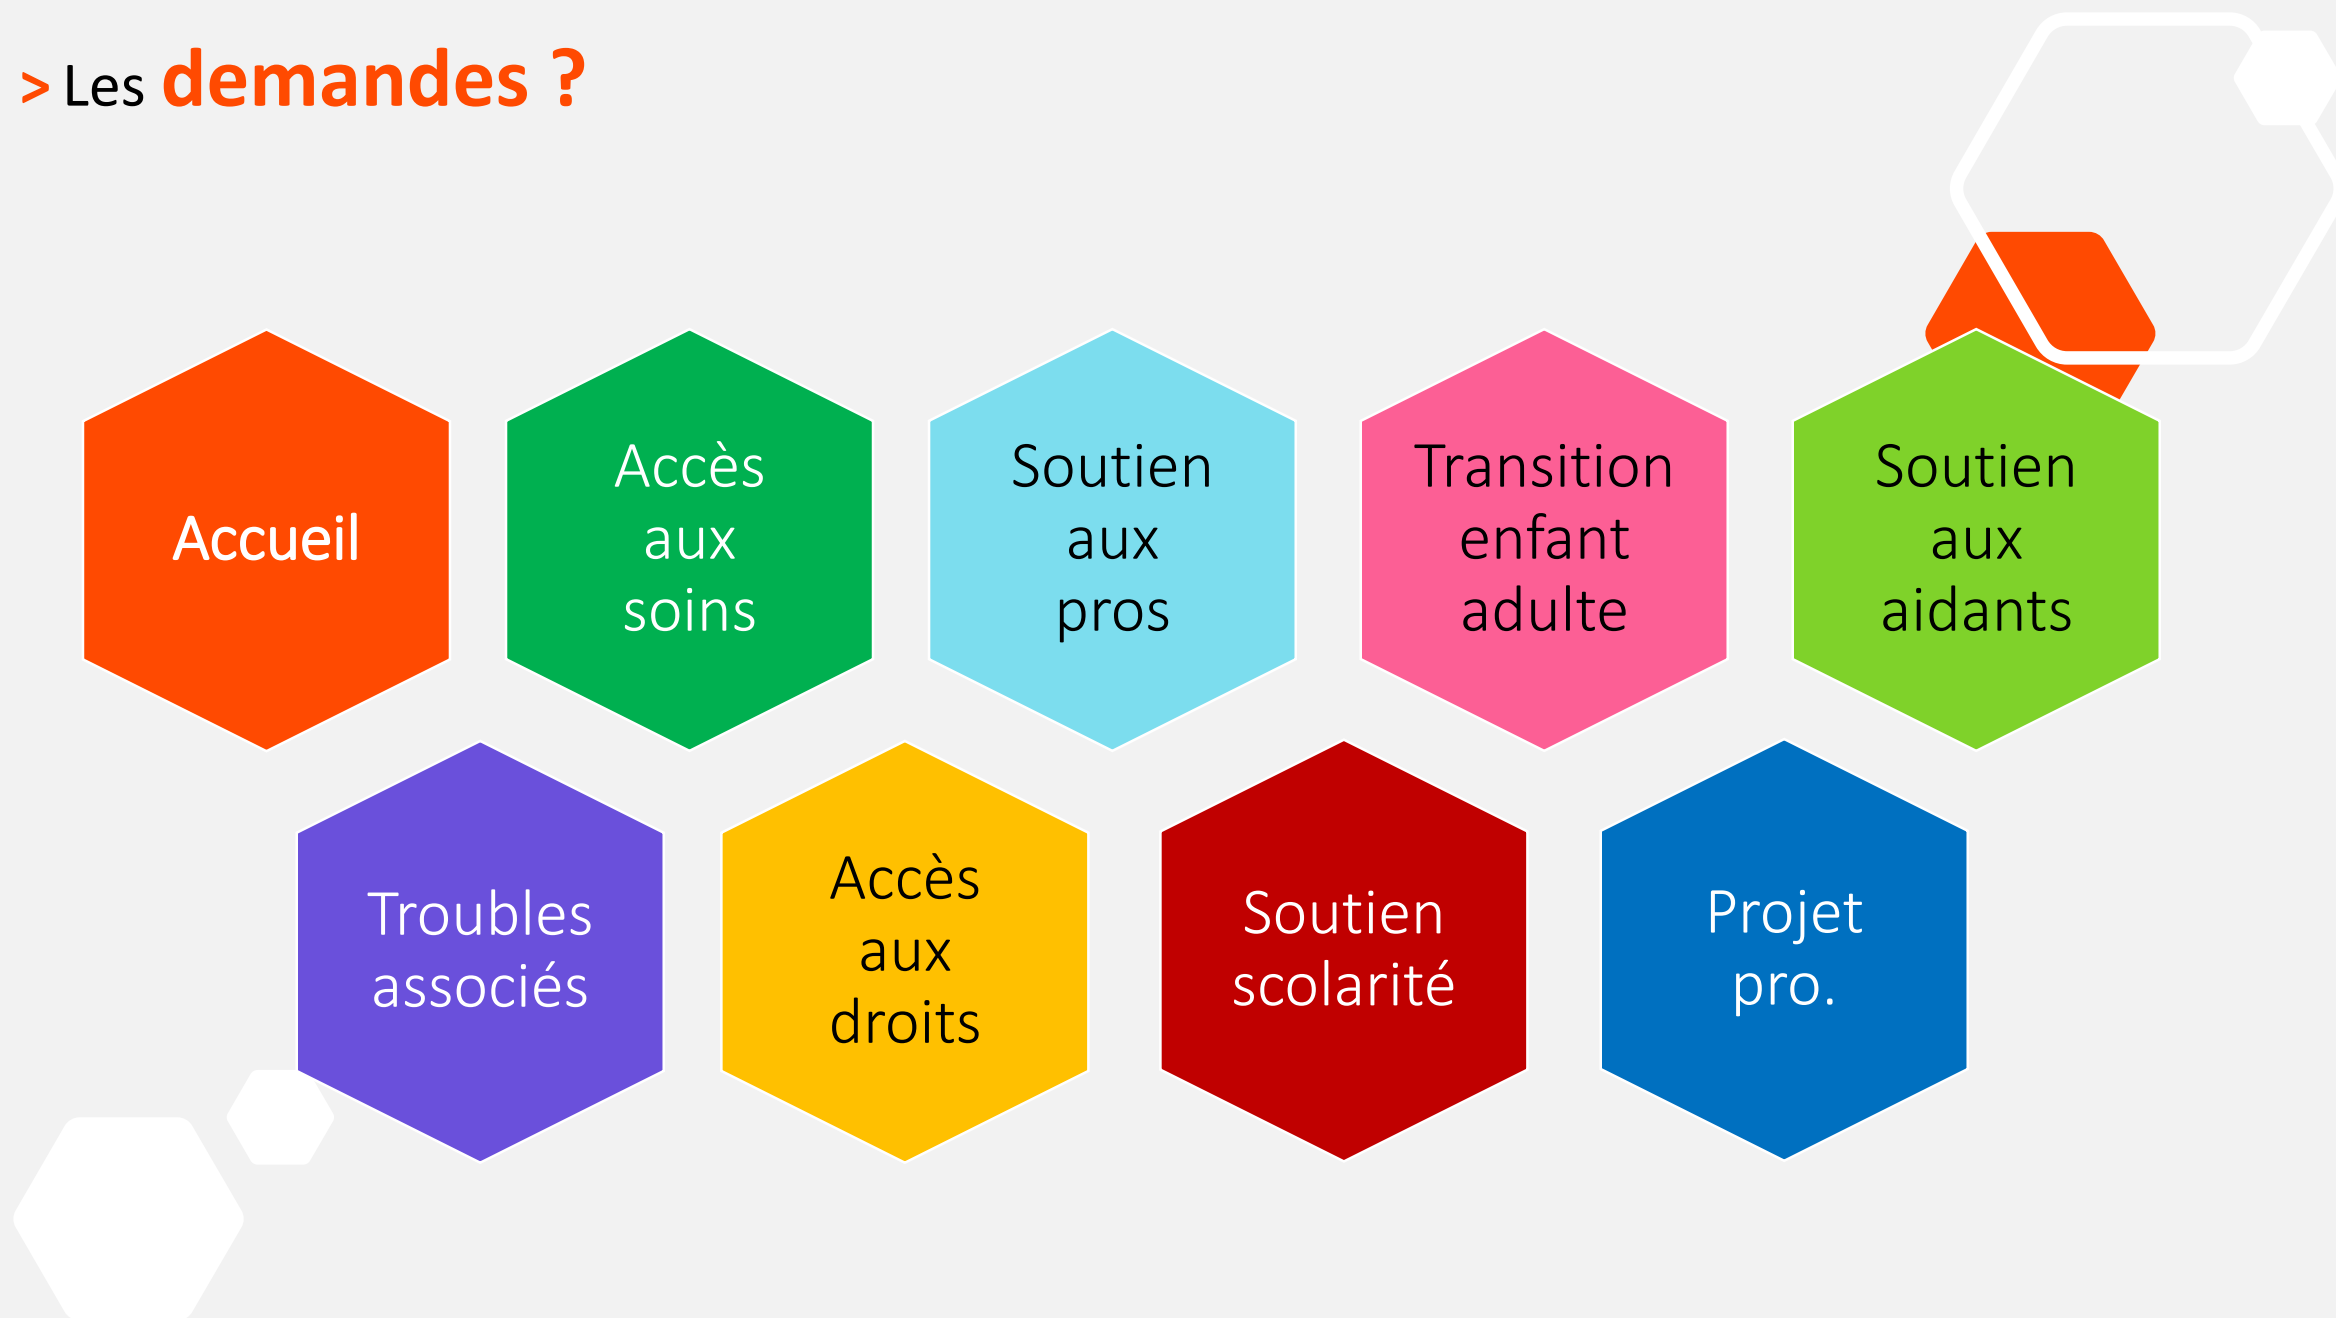 > Les demandes ?
Accueil
Accès
aux
soins
Soutien
aux
pros
Transition
enfant
adulte
Soutien
aux
aidants
Troubles
associés
Accès
aux
droits
Soutien
scolarité
Projet
pro.